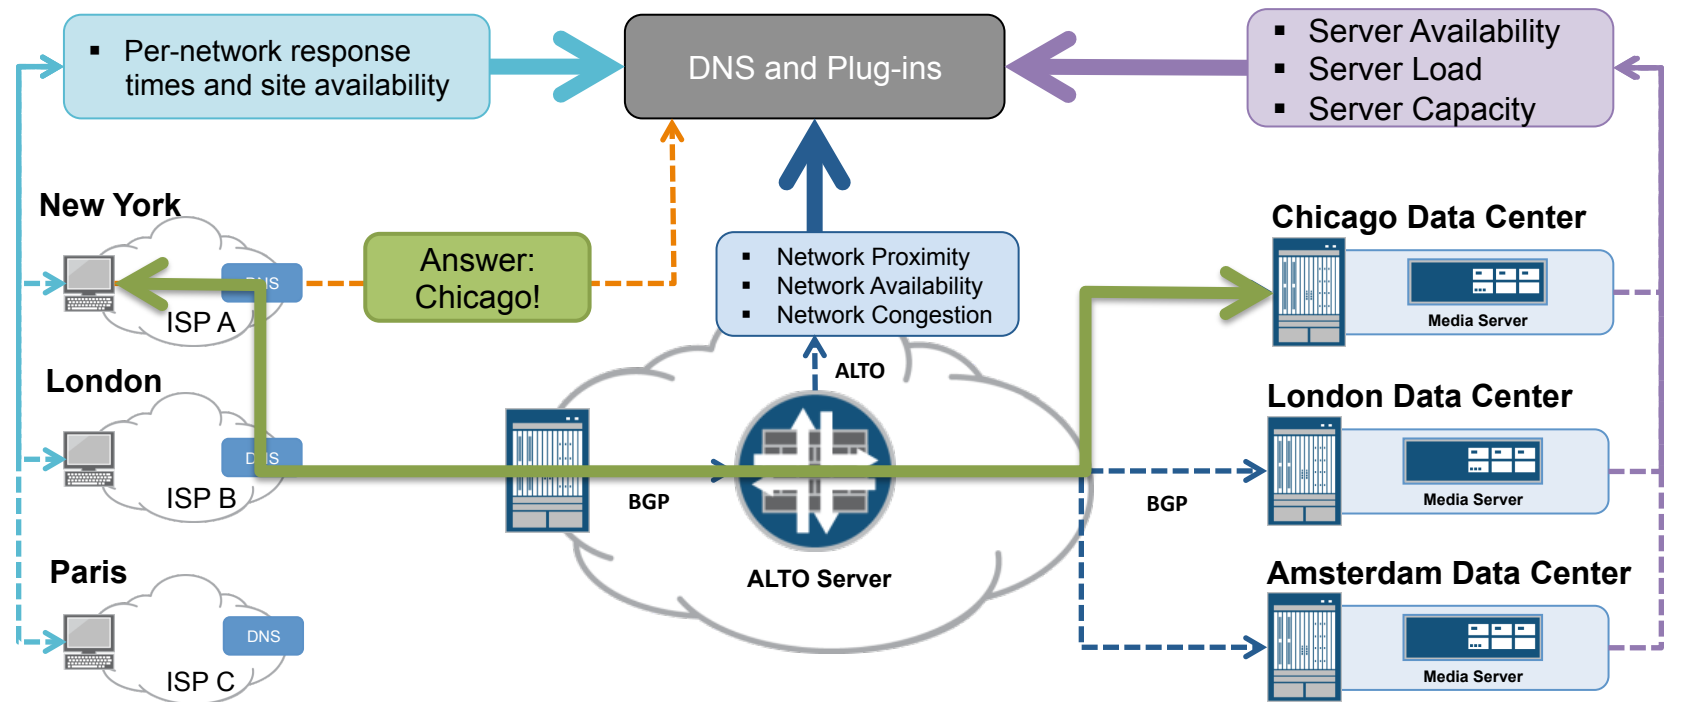 ▪ Per-network response
times and site availability
DNS and Plug-ins
▪ Server Availability
▪ Server Load
▪ Server Capacity
New York
DNS
ISP A
Answer:
Chicago!
▪ Network Proximity
▪ Network Availability
▪ Network Congestion
ALTO
Chicago Data Center
Media Server
London
DNS
ISP B
BGP
ALTO Server
BGP
London Data Center
Media Server
Paris
DNS
ISP C
Amsterdam Data Center
Media Server